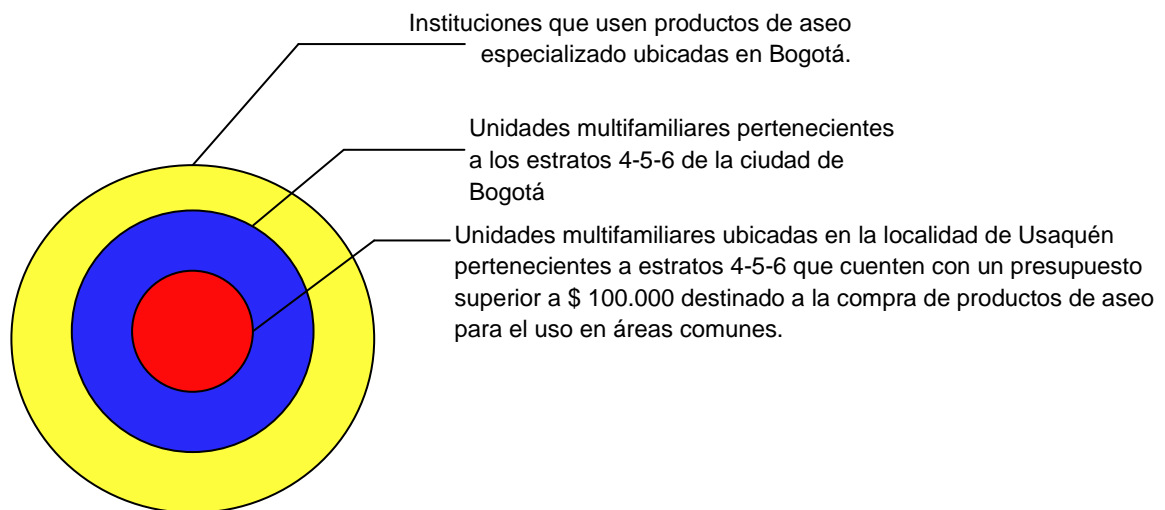 Instituciones que usen productos de aseo
especializado ubicadas en Bogotá.
Unidades multifamiliares pertenecientes
a los estratos 4-5-6 de la ciudad de
Bogotá
Unidades multifamiliares ubicadas en la localidad de Usaquén
pertenecientes a estratos 4-5-6 que cuenten con un presupuesto
superior a $ 100.000 destinado a la compra de productos de aseo
para el uso en áreas comunes.